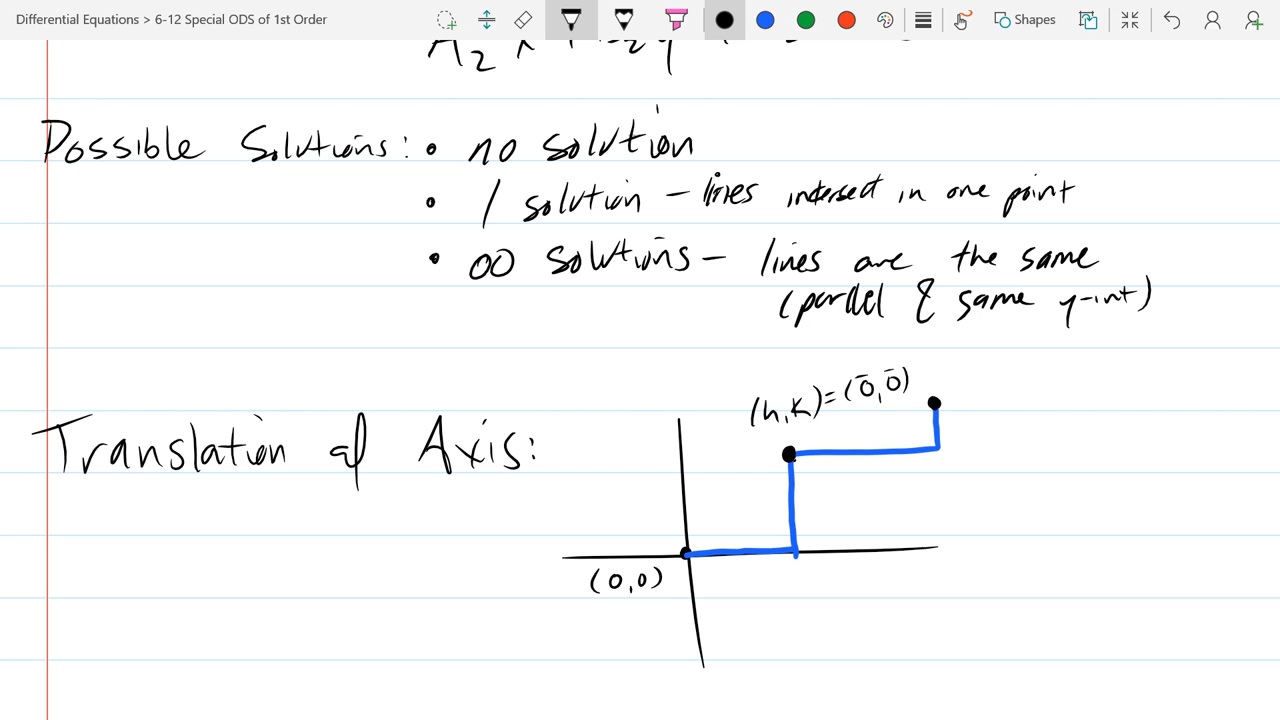 Differential Equations > 6-12 Special ODS of 1st Order
Shapes
A₂ x
Possible Solutions: • no solution
• 1 solution – lines intersect in one point
• ∞ solutions – lines are the same
(parallel & same y-int)
Translation of Axis:
(h,k)=(0̄,0̄)
(0,0)